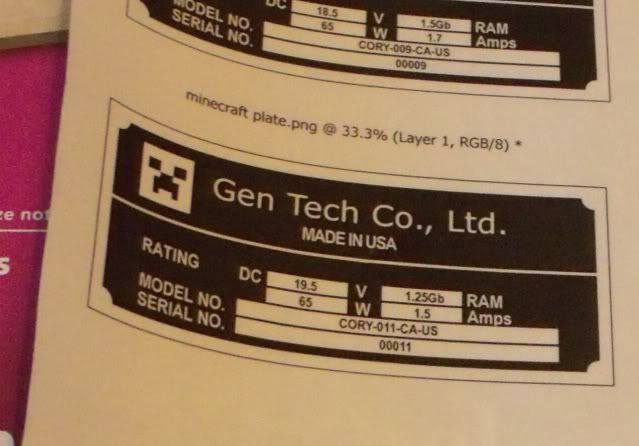 DC 18.5 V 1.5Gb RAM
MODEL NO. 65 W 1.7 Amps
SERIAL NO. CORY-009-CA-US
00009
minecraft plate.png @ 33.3% (Layer 1, RGB/8) *
Gen Tech Co., Ltd.
MADE IN USA
RATING
DC 19.5 V 1.25Gb RAM
65 W 1.5 Amps
MODEL NO. CORY-011-CA-US
SERIAL NO. 00011